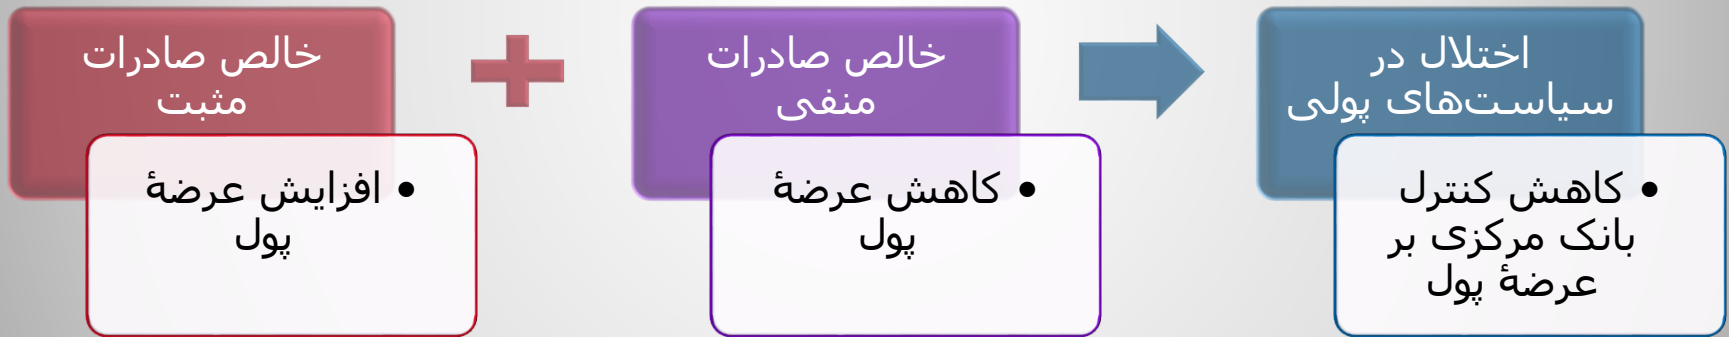 خالص صادرات
مثبت
• افزایش عرضهٔ
پول
خالص صادرات
منفی
• کاهش عرضهٔ
پول
اختلال در
سیاست‌های پولی
• کاهش کنترل
بانک مرکزی بر
عرضهٔ پول